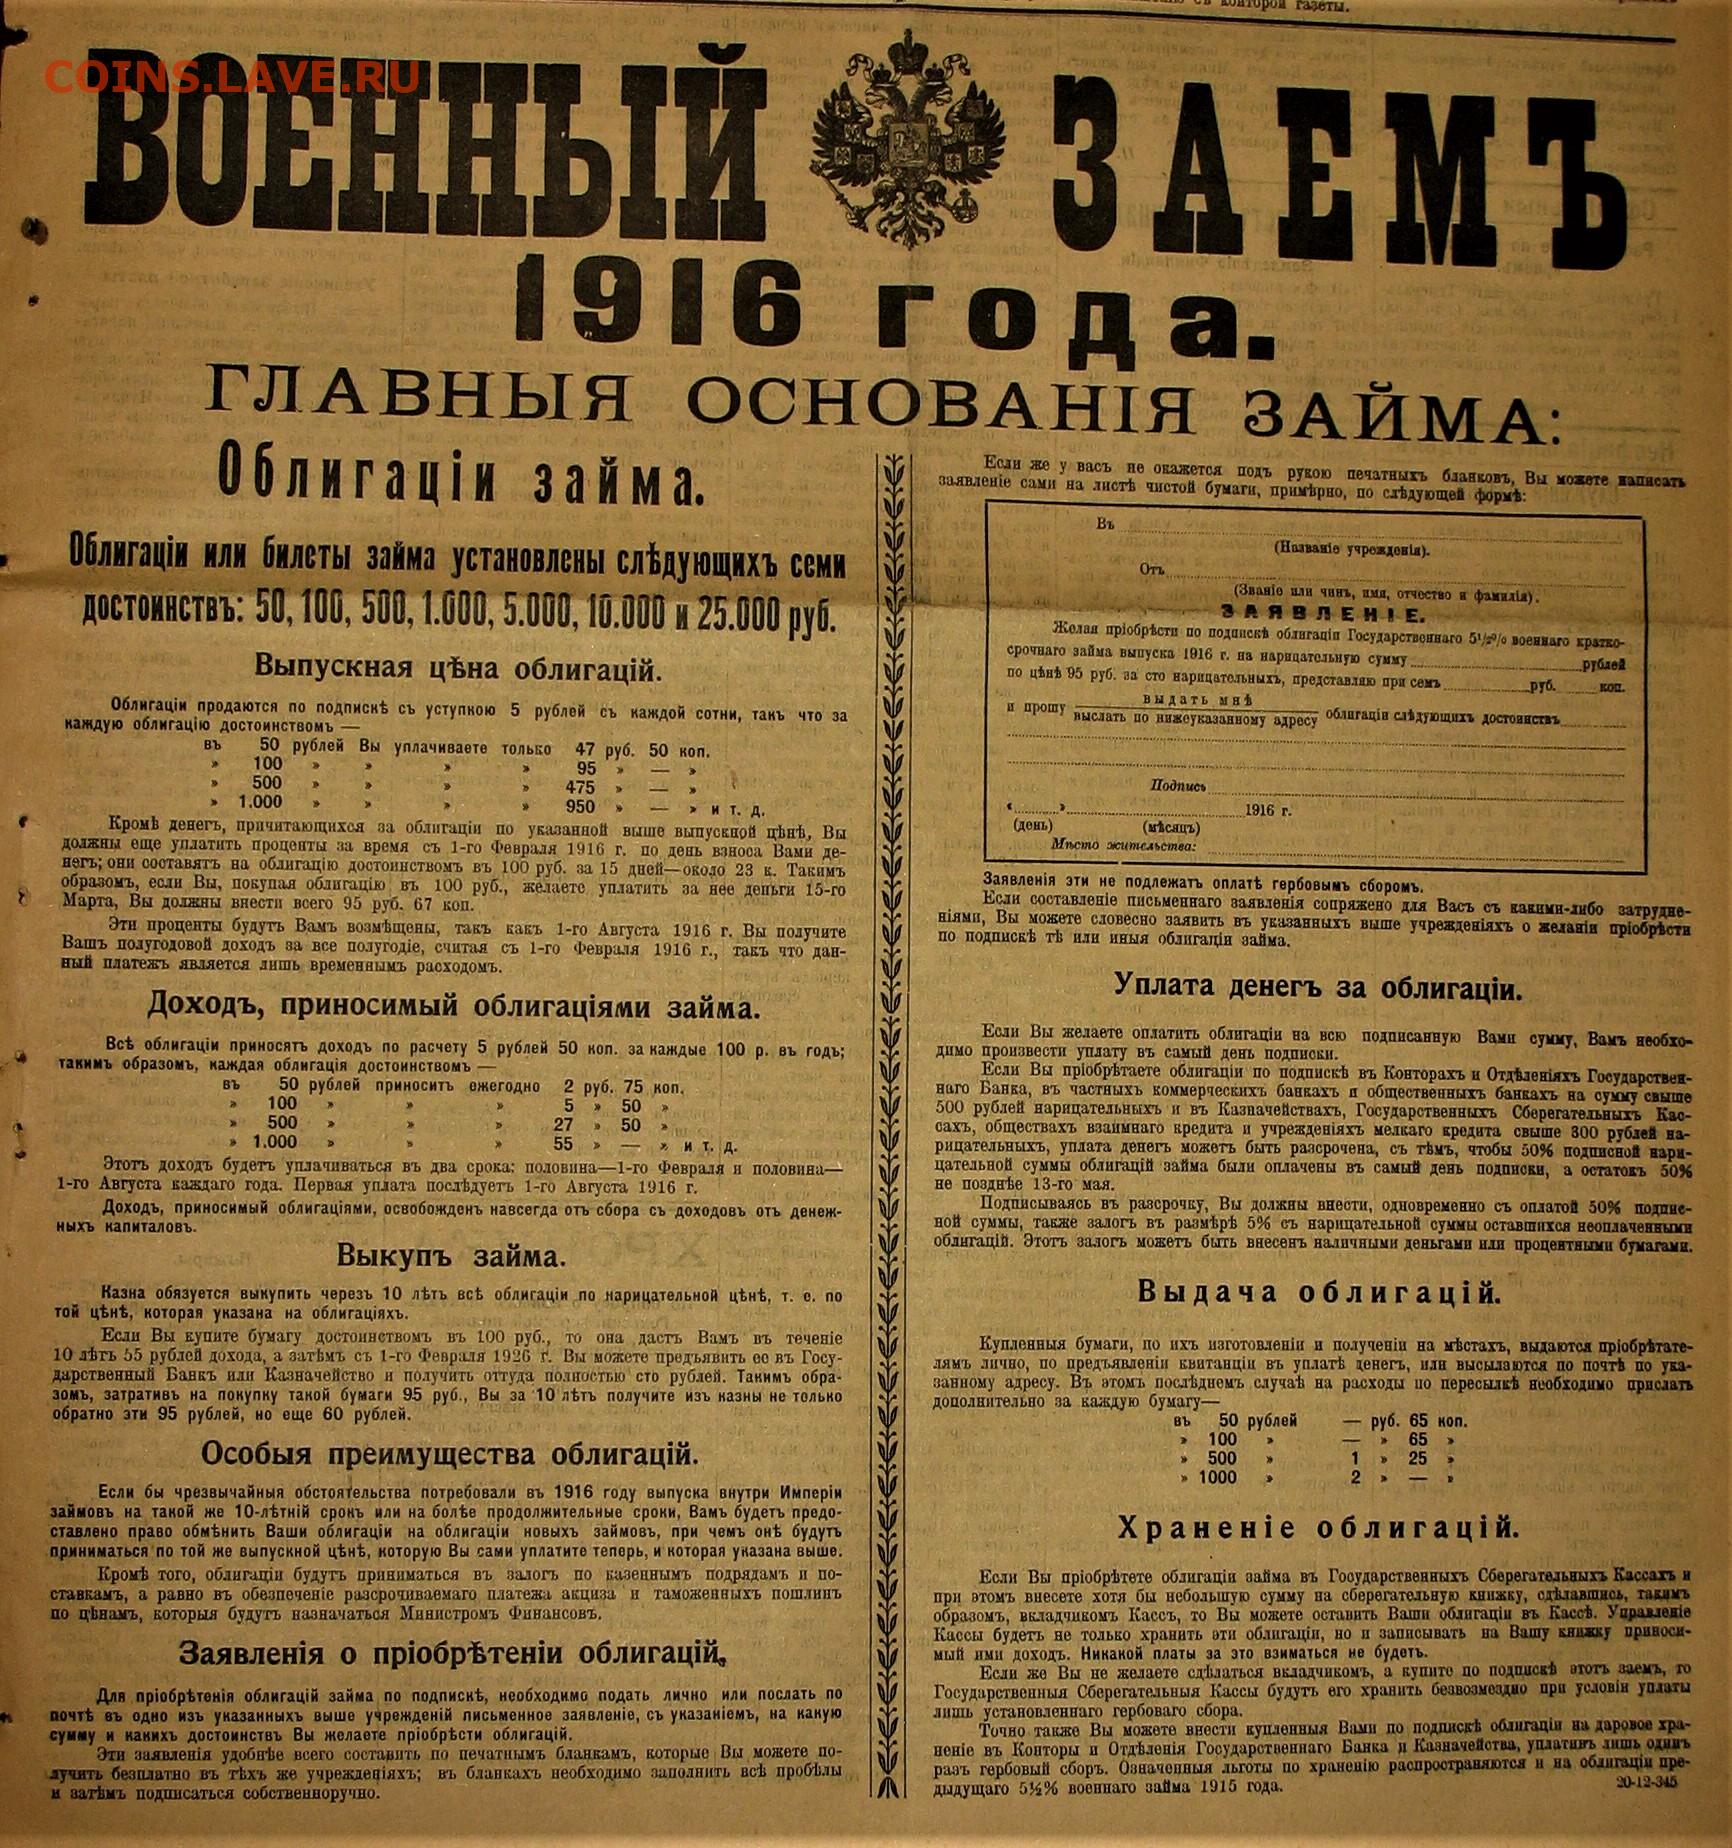 съ конторой газеты.
COINS.LAVE.RU
ВОЕННЫЙ ЗАЕМЪ
1916 года.
ГЛАВНЫЯ ОСНОВАНІЯ ЗАЙМА:
Облигаціи займа.
Облигаціи или билеты займа установлены слѣдующихъ семи
достоинствъ: 50, 100, 500, 1.000, 5.000, 10.000 и 25.000 руб.
Выпускная цѣна облигацій.
Облигаціи продаются по подпискѣ съ уступкою 5 рублей съ каждой сотни, такъ что за
каждую облигацію достоинствомъ —
въ 50 рублей Вы уплачиваете только 47 руб. 50 коп.
» 100 » » » » 95 » — »
» 500 » » » » 475 » — »
» 1.000 » » » » 950 » — » и т. д.
Кромѣ денегъ, причитающихся за облигаціи по указанной выше выпускной цѣнѣ, Вы
должны еще уплатить проценты за время съ 1-го Февраля 1916 г. по день взноса Вами де-
негъ; они составятъ на облигацію достоинствомъ въ 100 руб. за 15 дней—около 23 к. Такимъ
образомъ, если Вы, покупая облигацію въ 100 руб., желаете уплатить за нее деньги 15-го
Марта, Вы должны внести всего 95 руб. 67 коп.
Эти проценты будутъ Вамъ возмѣщены, такъ какъ 1-го Августа 1916 г. Вы получите
Вашъ полугодовой доходъ за все полугодіе, считая съ 1-го Февраля 1916 г., такъ что дан-
ный платежъ является лишь временнымъ расходомъ.
Доходъ, приносимый облигаціями займа.
Всѣ облигаціи приносятъ доходъ по расчету 5 рублей 50 коп. за каждые 100 р. въ годъ;
такимъ образомъ, каждая облигація достоинствомъ —
въ 50 рублей приноситъ ежегодно 2 руб. 75 коп.
» 100 » » » 5 » 50 »
» 500 » » » 27 » 50 »
» 1.000 » » » 55 » — » и т. д.
Этотъ доходъ будетъ уплачиваться въ два срока: половина—1-го Февраля и половина—
1-го Августа каждаго года. Первая уплата послѣдуетъ 1-го Августа 1916 г.
Доходъ, приносимый облигаціями, освобожденъ навсегда отъ сбора съ доходовъ отъ денеж-
ныхъ капиталовъ.
Выкупъ займа.
Казна обязуется выкупить черезъ 10 лѣтъ всѣ облигаціи по нарицательной цѣнѣ, т. е. по
той цѣнѣ, которая указана на облигаціяхъ.
Если Вы купите бумагу достоинствомъ въ 100 руб., то она дастъ Вамъ въ теченіе
10 лѣтъ 55 рублей дохода, а затѣмъ съ 1-го Февраля 1926 г. Вы можете предъявить ее въ Госу-
дарственный Банкъ или Казначейство и получить оттуда полностью сто рублей. Такимъ обра-
зомъ, затративъ на покупку такой бумаги 95 руб., Вы за 10 лѣтъ получите изъ казны не только
обратно эти 95 рублей, но еще 60 рублей.
Особыя преимущества облигацій.
Если бы чрезвычайныя обстоятельства потребовали въ 1916 году выпуска внутри Имперіи
займовъ на такой же 10-лѣтній срокъ или на болѣе продолжительные сроки, Вамъ будетъ предо-
ставлено право обмѣнить Ваши облигаціи на облигаціи новыхъ займовъ, при чемъ онѣ будутъ
приниматься по той же выпускной цѣнѣ, которую Вы сами уплатите теперь, и которая указана выше.
Кромѣ того, облигаціи будутъ приниматься въ залогъ по казеннымъ подрядамъ и по-
ставкамъ, а равно въ обезпеченіе разсрочиваемаго платежа акциза и таможенныхъ пошлинъ
по цѣнамъ, которыя будутъ назначаться Министромъ Финансовъ.
Заявленія о пріобрѣтеніи облигацій.
Для пріобрѣтенія облигацій займа по подпискѣ, необходимо подать лично или послать по
почтѣ въ одно изъ указанныхъ выше учрежденій письменное заявленіе, съ указаніемъ, на какую
сумму и какихъ достоинствъ Вы желаете пріобрѣсти облигацій.
Эти заявленія удобнѣе всего составить по печатнымъ бланкамъ, которые Вы можете по-
лучить безплатно въ тѣхъ же учрежденіяхъ; въ бланкахъ необходимо заполнить всѣ пробѣлы
и затѣмъ подписаться собственноручно.
Если же у васъ не окажется подъ рукою печатныхъ бланковъ, Вы можете написать
заявленіе сами на листѣ чистой бумаги, примѣрно, по слѣдующей формѣ:
Въ
(Названіе учрежденія).
Отъ
(Званіе или чинъ, имя, отчество и фамилія).
ЗАЯВЛЕНІЕ.
Желая пріобрѣсти по подпискѣ облигаціи Государственнаго 5½% военнаго кратко-
срочнаго займа выпуска 1916 г. на нарицательную сумму рублей
по цѣнѣ 95 руб. за сто нарицательныхъ, представляю при семъ руб. коп.
выдать мнѣ
и прошу облигаціи слѣдующихъ достоинствъ
выслать по нижеуказанному адресу
Подпись
« » 1916 г.
(день) (мѣсяцъ)
Мѣсто жительства:
Заявленія эти не подлежатъ оплатѣ гербовымъ сборомъ.
Если составленіе письменнаго заявленія сопряжено для Васъ съ какими-либо затрудне-
ніями, Вы можете словесно заявить въ указанныхъ выше учрежденіяхъ о желаніи пріобрѣсти
по подпискѣ тѣ или иныя облигаціи займа.
Уплата денегъ за облигаціи.
Если Вы желаете оплатить облигаціи на всю подписанную Вами сумму, Вамъ необхо-
димо произвести уплату въ самый день подписки.
Если Вы пріобрѣтаете облигаціи по подпискѣ въ Конторахъ и Отдѣленіяхъ Государствен-
наго Банка, въ частныхъ коммерческихъ банкахъ и общественныхъ банкахъ на сумму свыше
500 рублей нарицательныхъ и въ Казначействахъ, Государственныхъ Сберегательныхъ Кас-
сахъ, обществахъ взаимнаго кредита и учрежденіяхъ мелкаго кредита свыше 300 рублей на-
рицательныхъ, уплата денегъ можетъ быть разсрочена, съ тѣмъ, чтобы 50% подписной нари-
цательной суммы облигацій займа были оплачены въ самый день подписки, а остатокъ 50%
не позднѣе 13-го мая.
Подписываясь въ разсрочку, Вы должны внести, одновременно съ оплатой 50% подпис-
ной суммы, также залогъ въ размѣрѣ 5% съ нарицательной суммы оставшихся неоплаченными
облигацій. Этотъ залогъ можетъ быть внесенъ наличными деньгами или процентными бумагами.
Выдача облигацій.
Купленныя бумаги, по ихъ изготовленіи и полученіи на мѣстахъ, выдаются пріобрѣтате-
лямъ лично, по предъявленіи квитанціи въ уплатѣ денегъ, или высылаются по почтѣ по ука-
занному адресу. Въ этомъ послѣднемъ случаѣ на расходы по пересылкѣ необходимо прислать
дополнительно за каждую бумагу—
въ 50 рублей — руб. 65 коп.
» 100 » — » 65 »
» 500 » 1 » 25 »
» 1000 » 2 » — »
Храненіе облигацій.
Если Вы пріобрѣтете облигаціи займа въ Государственныхъ Сберегательныхъ Кассахъ и
при этомъ внесете хотя бы небольшую сумму на сберегательную книжку, сдѣлавшись, такимъ
образомъ, вкладчикомъ Кассъ, то Вы можете оставить Ваши облигаціи въ Кассѣ. Управленіе
Кассы будетъ не только хранить эти облигаціи, но и записывать на Вашу книжку приноси-
мый ими доходъ. Никакой платы за это взиматься не будетъ.
Если же Вы не желаете сдѣлаться вкладчикомъ, а купите по подпискѣ этотъ заемъ, то
Государственныя Сберегательныя Кассы будутъ его хранить безвозмездно при условіи уплаты
лишь установленнаго гербоваго сбора.
Точно также Вы можете внести купленныя Вами по подпискѣ облигаціи на даровое хра-
неніе въ Конторы и Отдѣленія Государственнаго Банка и Казначейства, уплативъ лишь одинъ
разъ гербовый сборъ. Означенныя льготы по храненію распространяются и на облигаціи пре-
дыдущаго 5½% военнаго займа 1915 года.
20-12-345